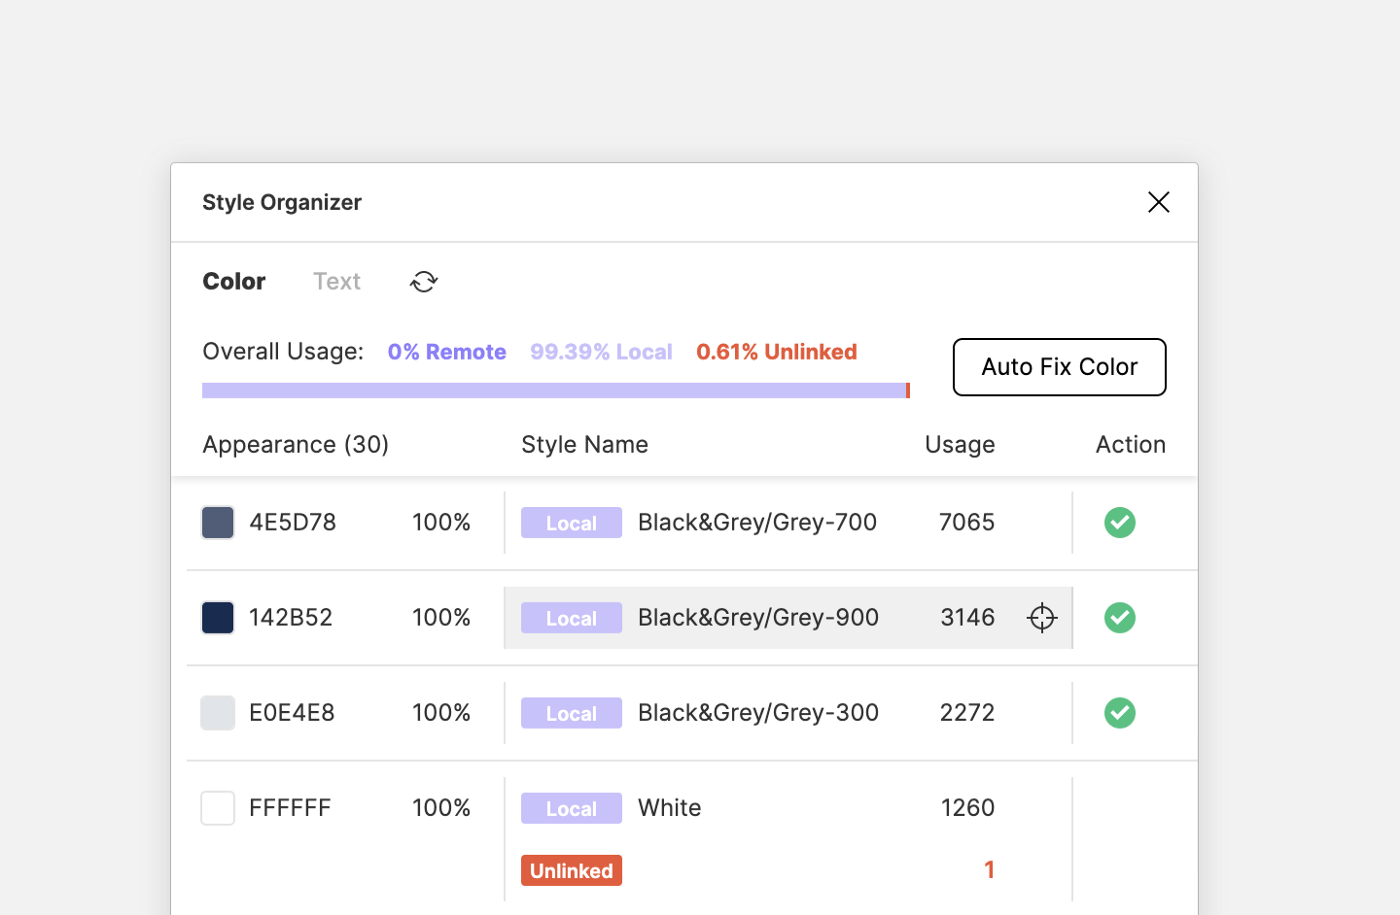 Style Organizer
Color Text
Overall Usage: 0% Remote 99.39% Local 0.61% Unlinked
Auto Fix Color
Appearance (30) Style Name Usage Action
4E5D78 100% Local Black&Grey/Grey-700 7065
142B52 100% Local Black&Grey/Grey-900 3146
E0E4E8 100% Local Black&Grey/Grey-300 2272
FFFFFF 100% Local White 1260
Unlinked 1